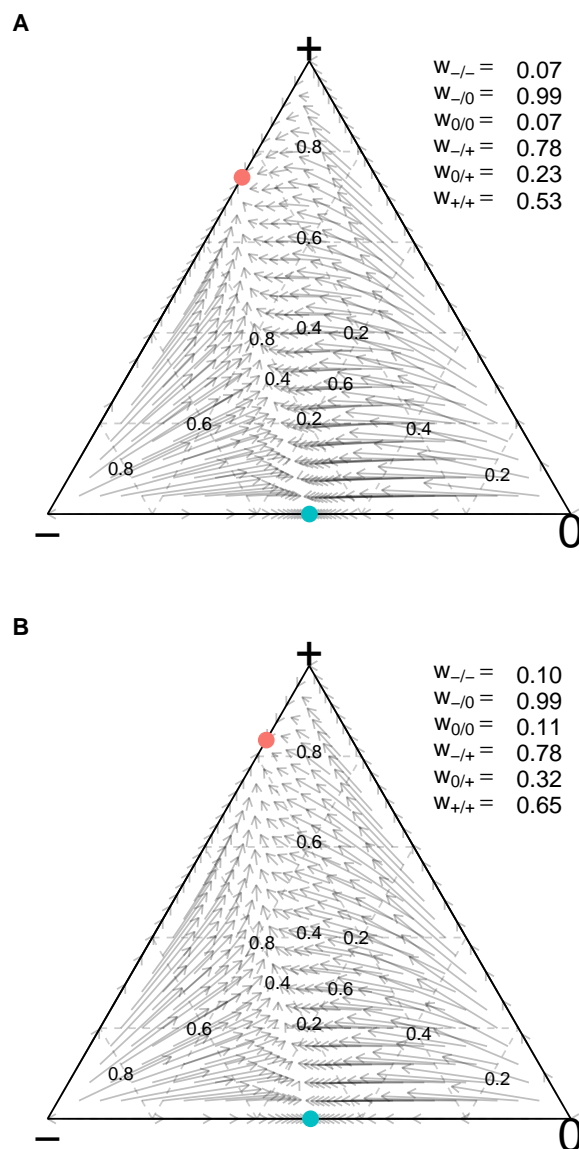 A
+
w−/− = 0.07
w−/0 = 0.99
w0/0 = 0.07
w−/+ = 0.78
w0/+ = 0.23
w+/+ = 0.53
0.8
0.6
0.4 0.2
0.8
0.4 0.6
0.2
0.6 0.4
0.8 0.2
− 0
B
+
w−/− = 0.10
w−/0 = 0.99
w0/0 = 0.11
w−/+ = 0.78
w0/+ = 0.32
w+/+ = 0.65
0.8
0.6
0.4 0.2
0.8
0.4 0.6
0.2
0.6 0.4
0.8 0.2
− 0